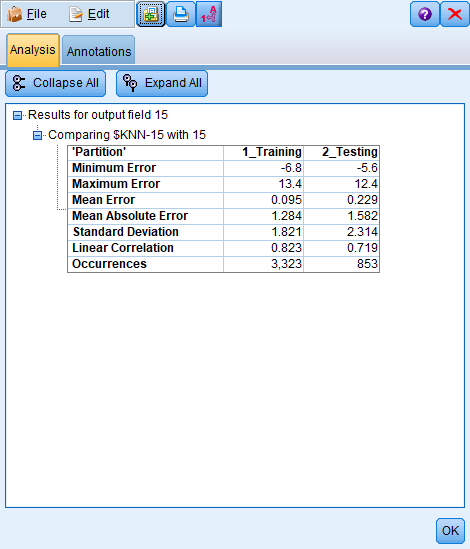 File Edit
Analysis Annotations
Collapse All Expand All
Results for output field 15
Comparing $KNN-15 with 15
'Partition' 1_Training 2_Testing
Minimum Error -6.8 -5.6
Maximum Error 13.4 12.4
Mean Error 0.095 0.229
Mean Absolute Error 1.284 1.582
Standard Deviation 1.821 2.314
Linear Correlation 0.823 0.719
Occurrences 3,323 853
OK